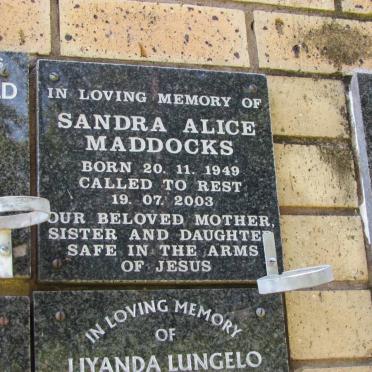 D
IN LOVING MEMORY OF
SANDRA ALICE
MADDOCKS
BORN 20. 11. 1949
CALLED TO REST
19. 07. 2003
OUR BELOVED MOTHER,
SISTER AND DAUGHTE
SAFE IN THE ARMS
OF JESUS
IN LOVING MEMORY
OF
LIYANDA LUNGELO